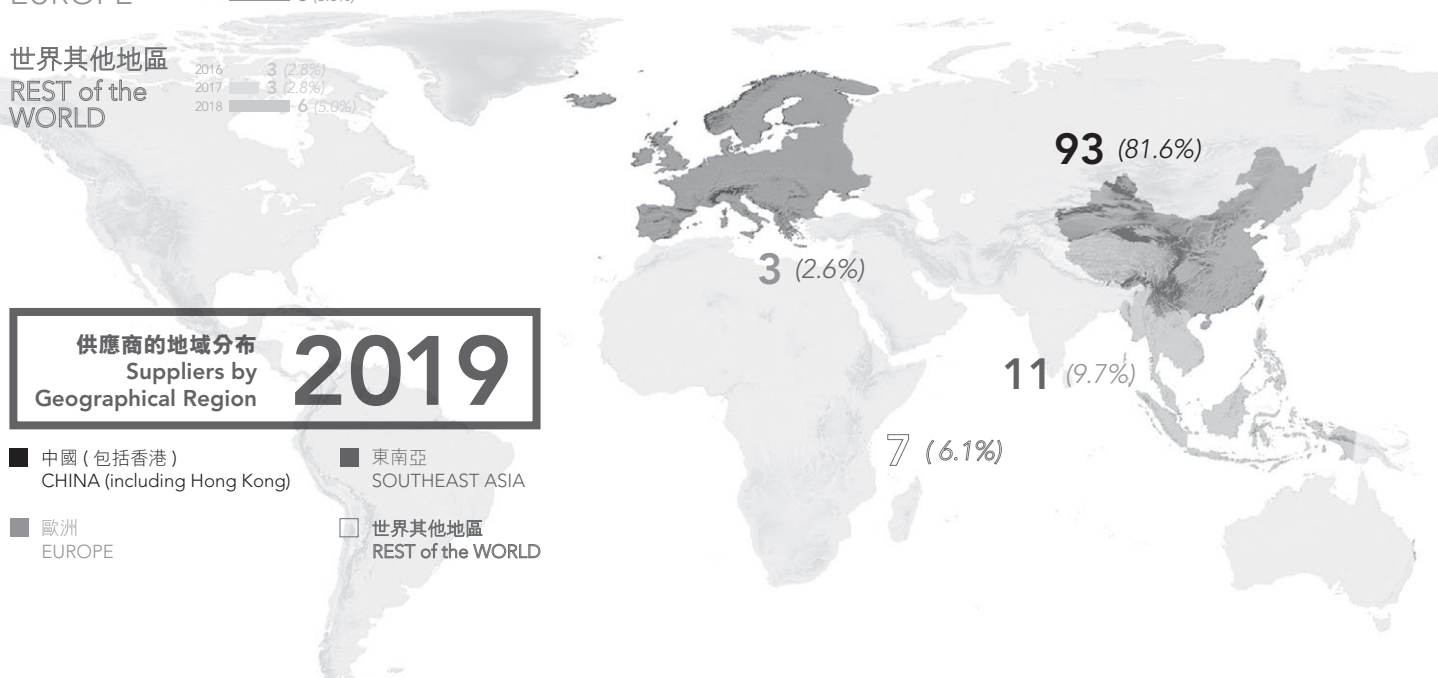 EUROPE
世界其他地區
REST of the
WORLD
2016 3 (2.8%)
2017 3 (2.8%)
2018 6 (5.0%)
93 (81.6%)
3 (2.6%)
11 (9.7%)
7 (6.1%)
供應商的地域分布
Suppliers by
Geographical Region
2019
中國 ( 包括香港 )
CHINA (including Hong Kong)
東南亞
SOUTHEAST ASIA
歐洲
EUROPE
世界其他地區
REST of the WORLD